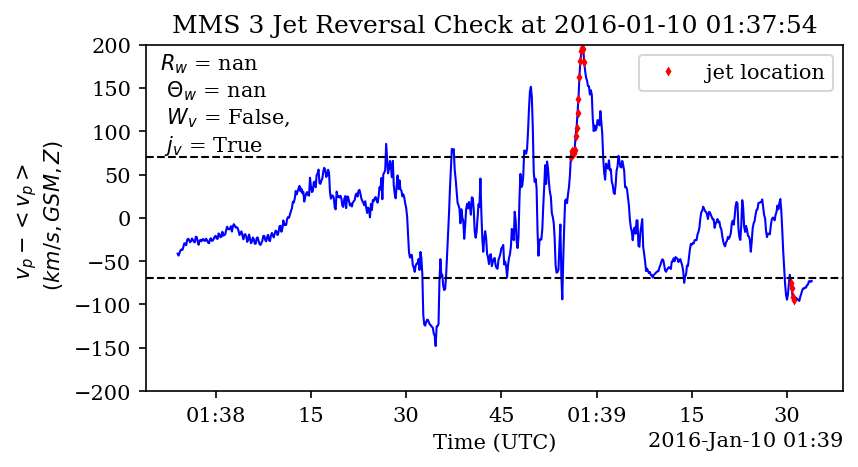 MMS 3 Jet Reversal Check at 2016-01-10 01:37:54
R_w = nan
Θ_w = nan
W_v = False,
j_v = True
jet location
v_p − < v_p >
(km/s, GSM, Z)
200
150
100
50
0
−50
−100
−150
−200
01:38 15 30 45 01:39 15 30
Time (UTC)
2016-Jan-10 01:39